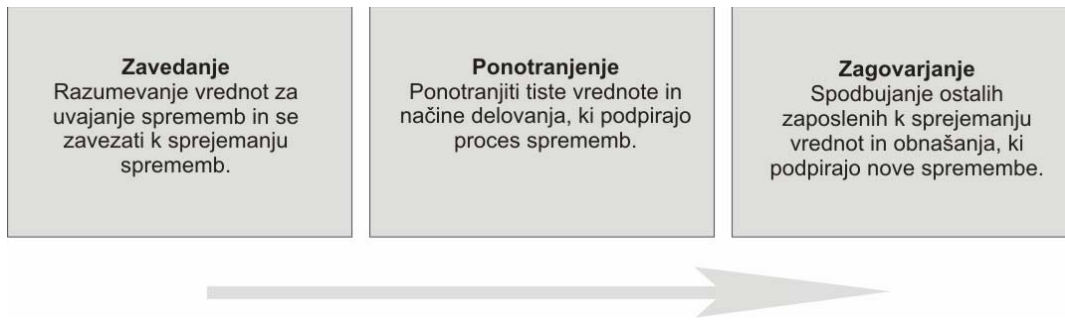 Zavedanje
Razumevanje vrednot za
uvajanje sprememb in se
zavezati k sprejemanju
sprememb.
Ponotranjenje
Ponotranjiti tiste vrednote in
načine delovanja, ki podpirajo
proces sprememb.
Zagovarjanje
Spodbujanje ostalih
zaposlenih k sprejemanju
vrednot in obnašanja, ki
podpirajo nove spremembe.